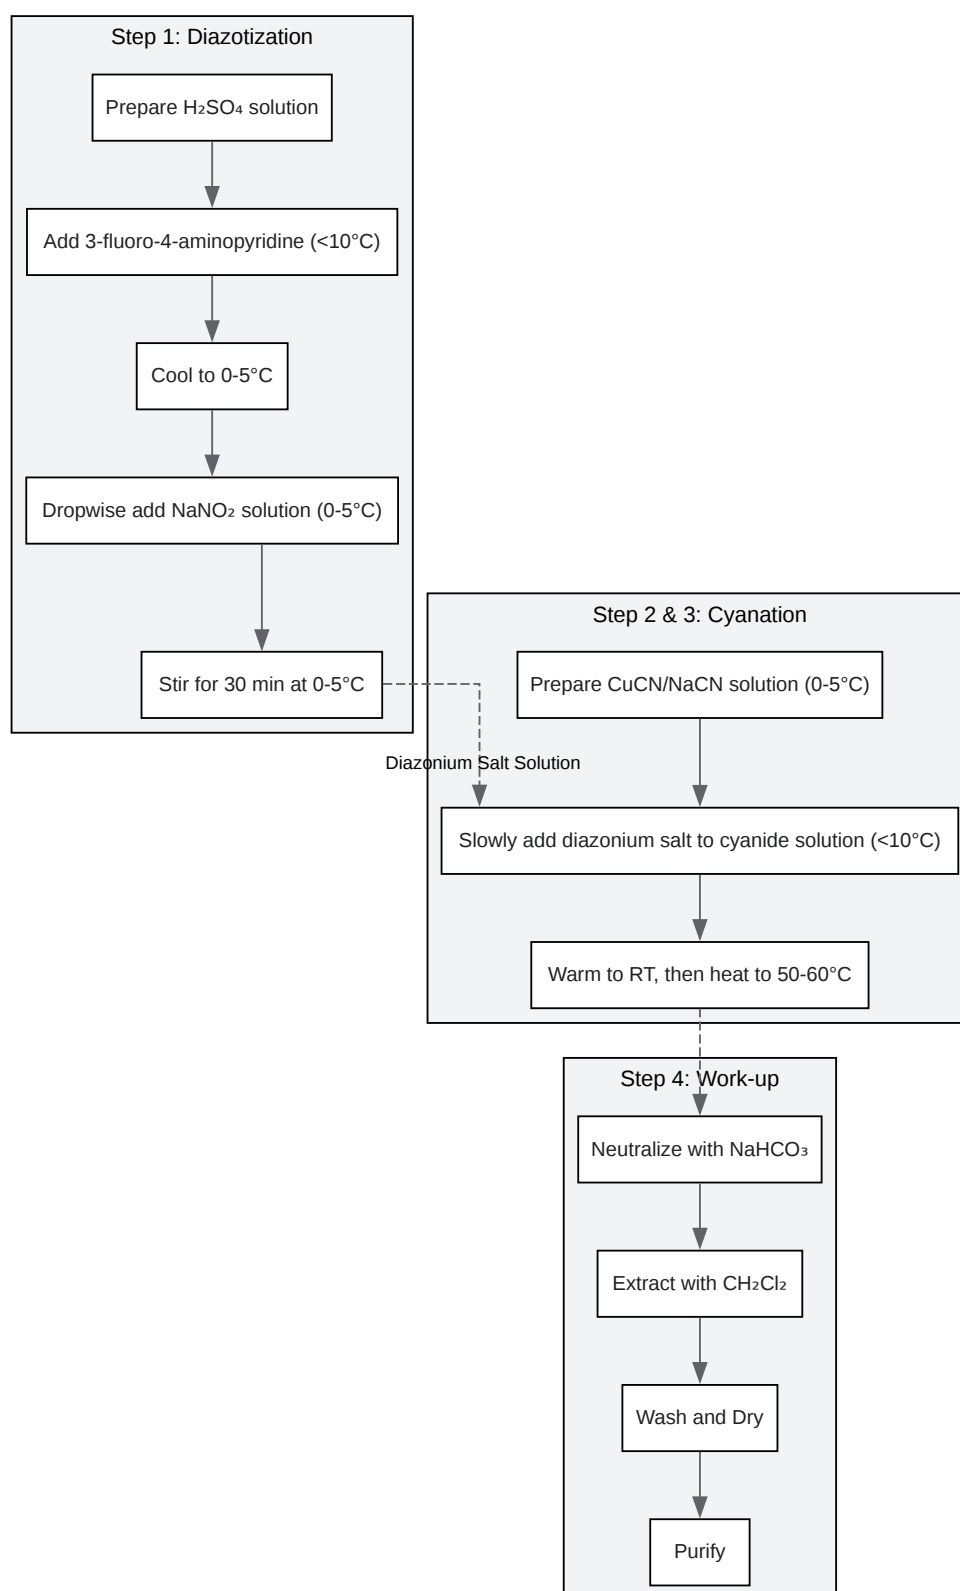 Step 1: Diazotization
Prepare H₂SO₄ solution
Add 3-fluoro-4-aminopyridine (<10°C)
Cool to 0-5°C
Dropwise add NaNO₂ solution (0-5°C)
Stir for 30 min at 0-5°C
Diazonium Salt Solution
Step 2 & 3: Cyanation
Prepare CuCN/NaCN solution (0-5°C)
Slowly add diazonium salt to cyanide solution (<10°C)
Warm to RT, then heat to 50-60°C
Step 4: Work-up
Neutralize with NaHCO₃
Extract with CH₂Cl₂
Wash and Dry
Purify